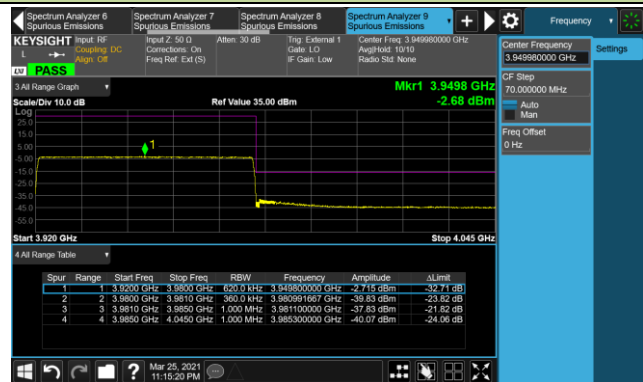 Spectrum Analyzer 6
Spurious Emissions
Spectrum Analyzer 7
Spurious Emissions
Spectrum Analyzer 8
Spurious Emissions
Spectrum Analyzer 9
Spurious Emissions
Frequency
KEYSIGHT
L
LXI
PASS
Input: RF
Coupling: DC
Align: Off
Input Z: 50 Ω
Corrections: On
Freq Ref: Ext (S)
Atten: 30 dB
Trig: External 1
Gate: LO
IF Gain: Low
Center Freq: 3.949980000 GHz
Avg|Hold: 10/10
Radio Std: None
Center Frequency
3.949980000 GHz
Settings
CF Step
70.000000 MHz
Auto
Man
Freq Offset
0 Hz
3 All Range Graph
Mkr1 3.9498 GHz
Scale/Div 10.0 dB
Ref Value 35.00 dBm
-2.68 dBm
Log
25.0
15.0
5.00
-5.00
-15.0
-25.0
-35.0
-45.0
-55.0
1
Start 3.920 GHz
Stop 4.045 GHz
4 All Range Table
Spur Range Start Freq Stop Freq RBW Frequency Amplitude ΔLimit
1 1 3.9200 GHz 3.9800 GHz 620.0 kHz 3.949800000 GHz -2.715 dBm -32.71 dB
2 2 3.9800 GHz 3.9810 GHz 360.0 kHz 3.980991667 GHz -39.83 dBm -23.82 dB
3 3 3.9810 GHz 3.9850 GHz 1.000 MHz 3.981100000 GHz -37.83 dBm -21.82 dB
4 4 3.9850 GHz 4.0450 GHz 1.000 MHz 3.985300000 GHz -40.07 dBm -24.06 dB
?
Mar 25, 2021
11:15:20 PM